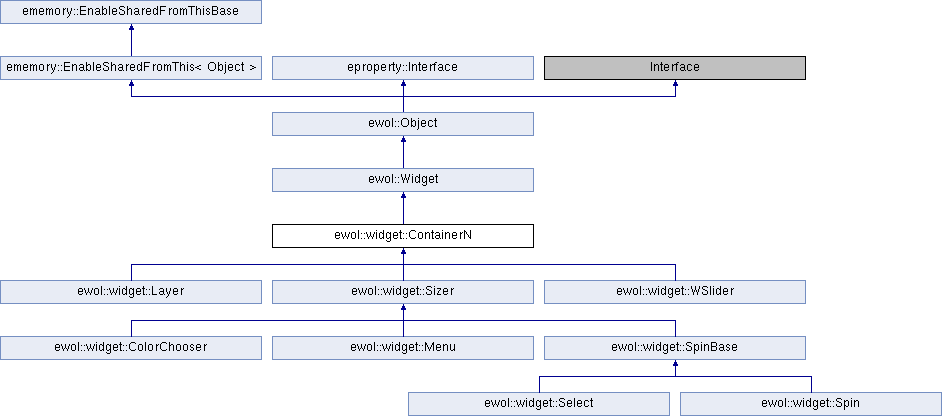 ememory::EnableSharedFromThisBase
ememory::EnableSharedFromThis< Object >
eproperty::Interface
Interface
ewol::Object
ewol::Widget
ewol::widget::ContainerN
ewol::widget::Layer
ewol::widget::Sizer
ewol::widget::WSlider
ewol::widget::ColorChooser
ewol::widget::Menu
ewol::widget::SpinBase
ewol::widget::Select
ewol::widget::Spin